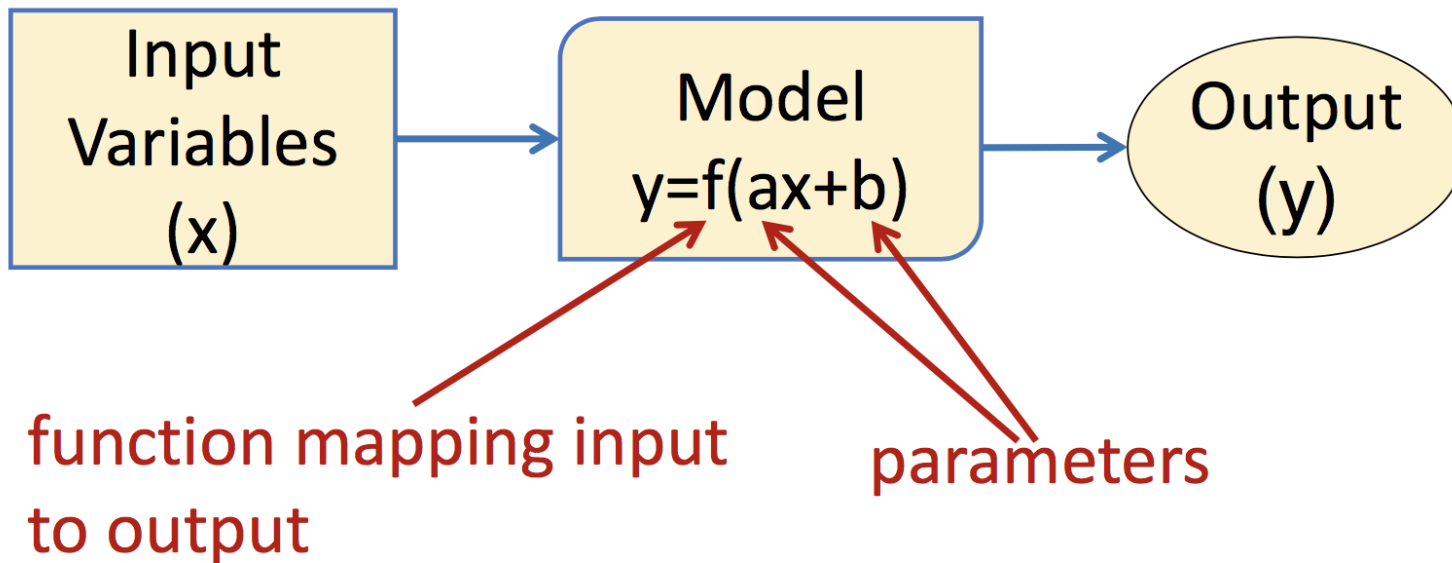 Input
Variables
(x)
Model
y=f(ax+b)
Output
(y)
function mapping input
to output
parameters